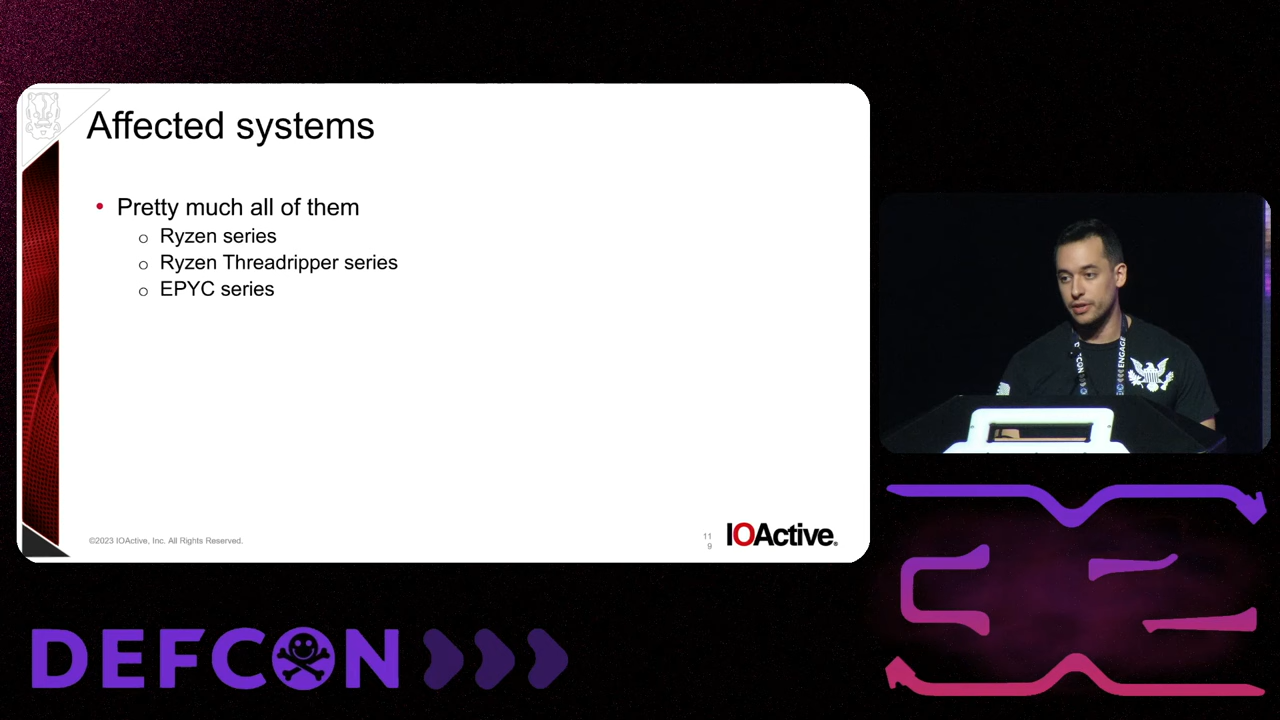 Affected systems
• Pretty much all of them
o Ryzen series
o Ryzen Threadripper series
o EPYC series
©2023 IOActive, Inc. All Rights Reserved.
11
9
IOActive.
ENGAGE
DEFCON